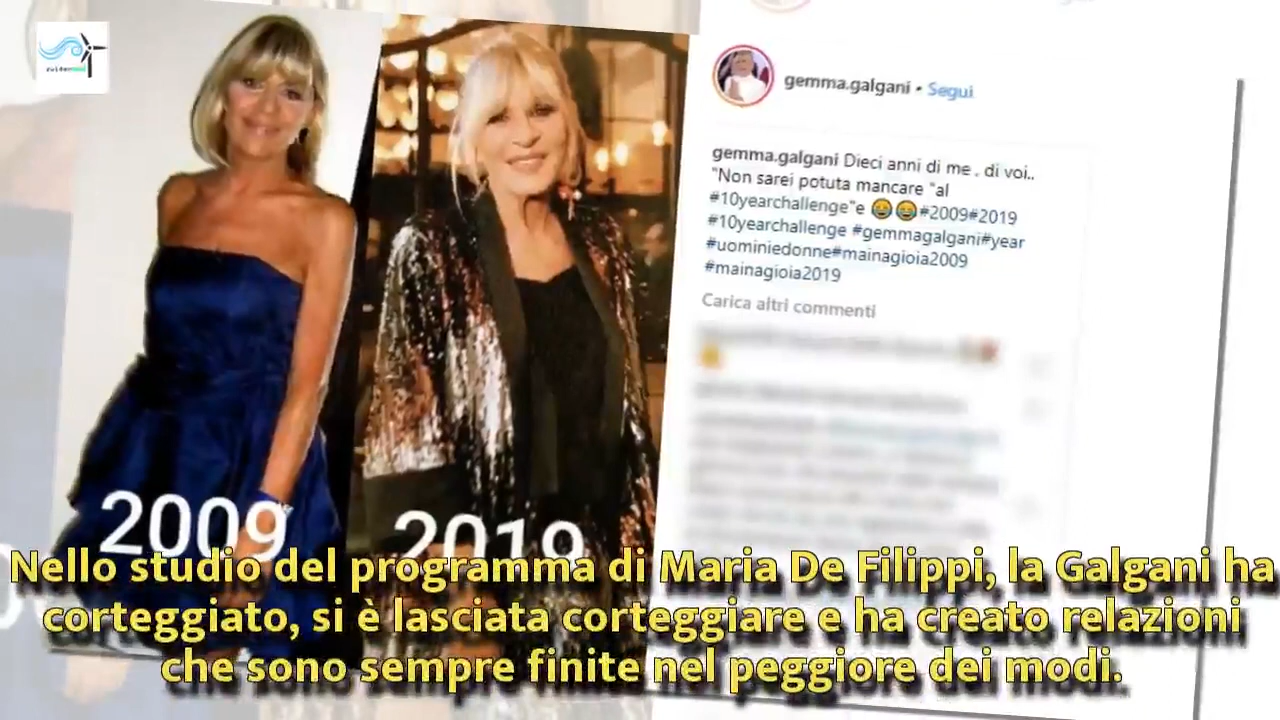 gemma.galgani • Segui
gemma.galgani Dieci anni di me . di voi..
"Non sarei potuta mancare "al
#10yearchallenge"e 😂😂#2009#2019
#10yearchallenge #gemmagalgani#year
#uominiedonne#mainagioia2009
#mainagioia2019
Carica altri commenti
2009
2019
Nello studio del programma di Maria De Filippi, la Galgani ha
corteggiato, si è lasciata corteggiare e ha creato relazioni
che sono sempre finite nel peggiore dei modi.